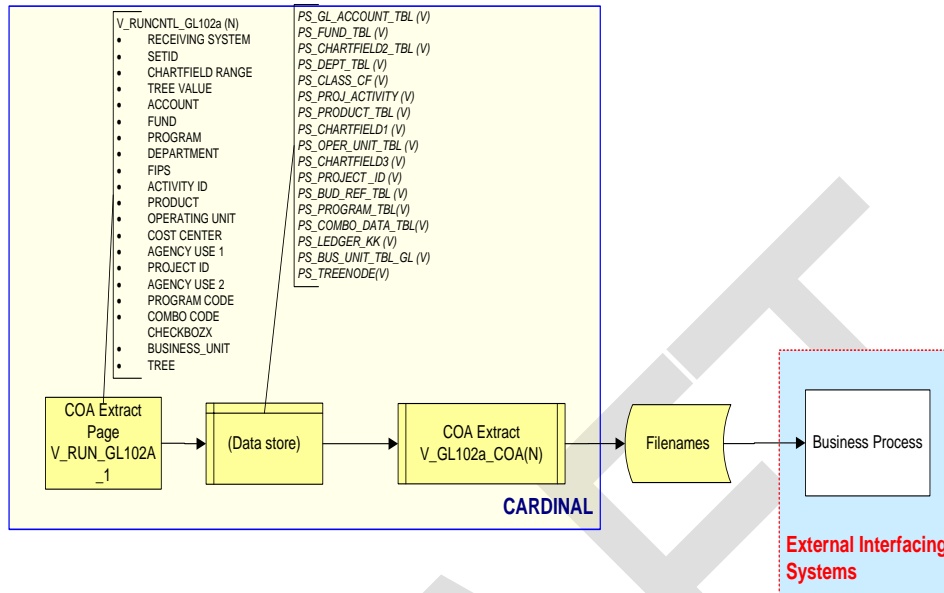 V_RUNCNTL_GL102a (N)
• RECEIVING SYSTEM
• SETID
• CHARTFIELD RANGE
• TREE VALUE
• ACCOUNT
• FUND
• PROGRAM
• DEPARTMENT
• FIPS
• ACTIVITY ID
• PRODUCT
• OPERATING UNIT
• COST CENTER
• AGENCY USE 1
• PROJECT ID
• AGENCY USE 2
• PROGRAM CODE
• COMBO CODE
CHECKBOZX
• BUSINESS_UNIT
• TREE
PS_GL_ACCOUNT_TBL (V)
PS_FUND_TBL (V)
PS_CHARTFIELD2_TBL (V)
PS_DEPT_TBL (V)
PS_CLASS_CF (V)
PS_PROJ_ACTIVITY (V)
PS_PRODUCT_TBL (V)
PS_CHARTFIELD1 (V)
PS_OPER_UNIT_TBL (V)
PS_CHARTFIELD3 (V)
PS_PROJECT _ID (V)
PS_BUD_REF_TBL (V)
PS_PROGRAM_TBL(V)
PS_COMBO_DATA_TBL(V)
PS_LEDGER_KK (V)
PS_BUS_UNIT_TBL_GL (V)
PS_TREENODE(V)
COA Extract
Page
V_RUN_GL102A
_1
(Data store)
COA Extract
V_GL102a_COA(N)
Filenames
Business Process
CARDINAL
External Interfacing
Systems